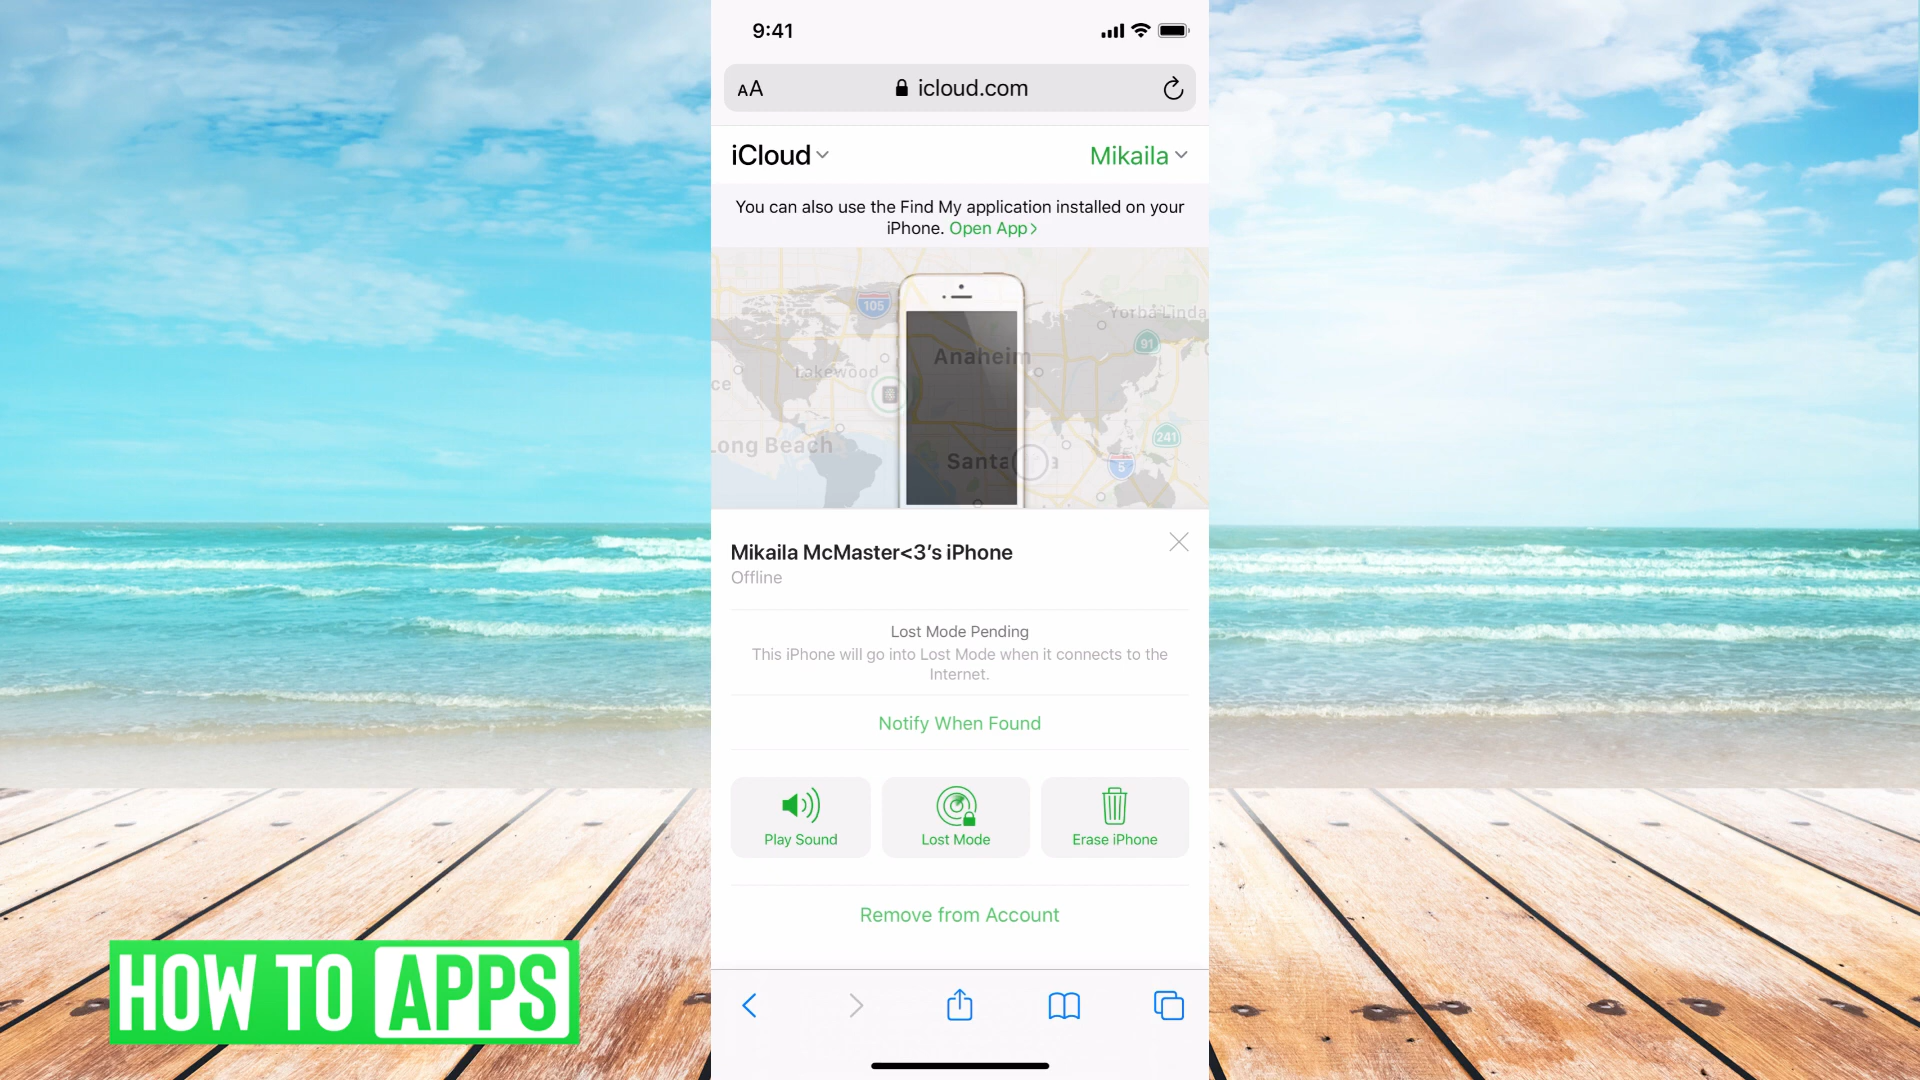 9:41
AA
icloud.com
iCloud
Mikaila
You can also use the Find My application installed on your
iPhone. Open App
105
Yorba Linda
91
Anaheim
Lakewood
ce
241
Long Beach
Santa
a
5
Mikaila McMaster<3’s iPhone
Offline
Lost Mode Pending
This iPhone will go into Lost Mode when it connects to the
Internet.
Notify When Found
Play Sound
Lost Mode
Erase iPhone
Remove from Account
HOW TO APPS